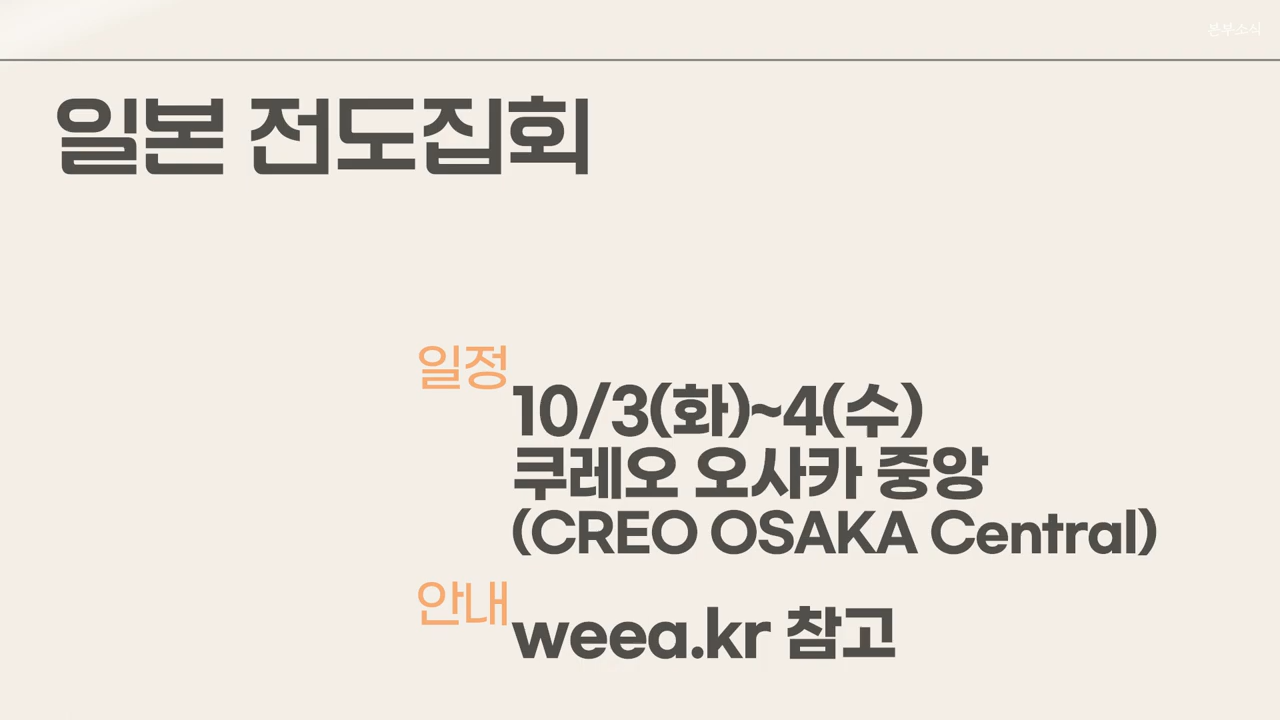 본부소식
일본 전도집회
일정
10/3(화)~4(수)
쿠레오 오사카 중앙
(CREO OSAKA Central)
안내
weea.kr 참고